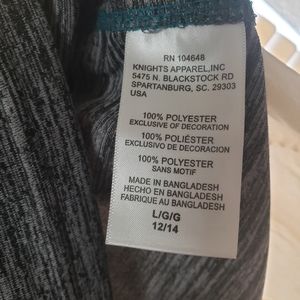 RN 104648
KNIGHTS APPAREL,INC
5475 N. BLACKSTOCK RD
SPARTANBURG, SC. 29303
USA
100% POLYESTER
EXCLUSIVE OF DECORATION
100% POLIÉSTER
EXCLUSIVO DE DECORACION
100% POLYESTER
SANS MOTIF
MADE IN BANGLADESH
HECHO EN BANGLADESH
FABRIQUE AU BANGLADESH
L/G/G
12/14